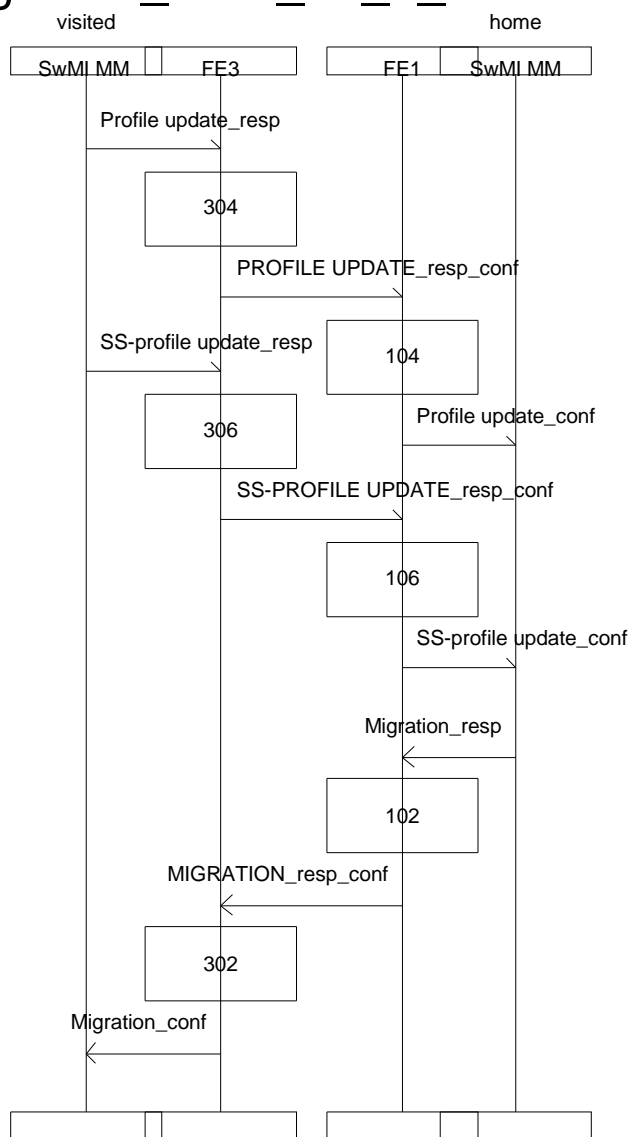 visited
home
SwMI MM
FE3
FE1
SwMI MM
Profile update_resp
304
PROFILE UPDATE_resp_conf
SS-profile update_resp
104
306
Profile update_conf
SS-PROFILE UPDATE_resp_conf
106
SS-profile update_conf
Migration_resp
102
MIGRATION_resp_conf
302
Migration_conf